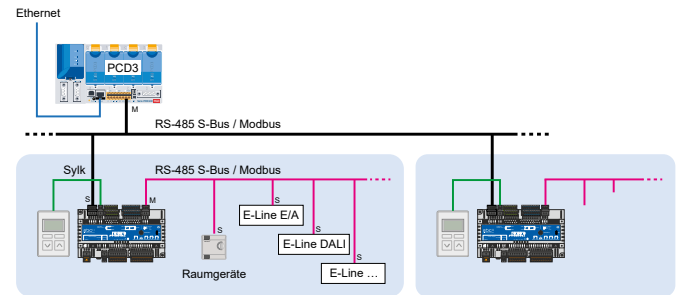 Ethernet
PCD3
M
RS-485 S-Bus / Modbus
Sylk
RS-485 S-Bus / Modbus
S
M
S
S
E-Line E/A
S
E-Line DALI
S
E-Line …
Raumgeräte
S